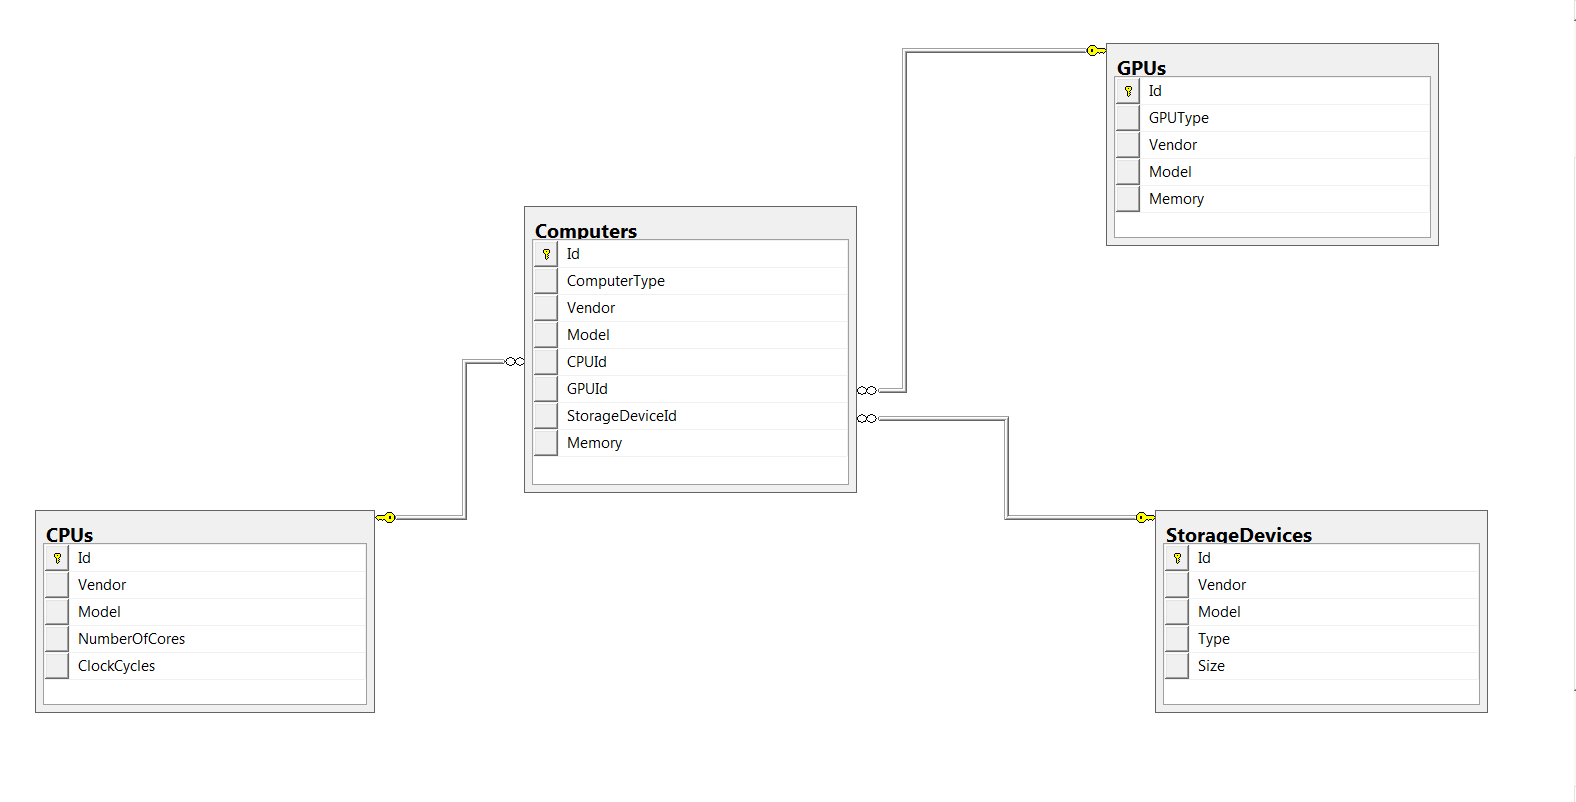 GPUs
Id
GPUType
Vendor
Model
Memory
Computers
Id
ComputerType
Vendor
Model
CPUId
GPUId
StorageDeviceId
Memory
CPUs
Id
Vendor
Model
NumberOfCores
ClockCycles
StorageDevices
Id
Vendor
Model
Type
Size